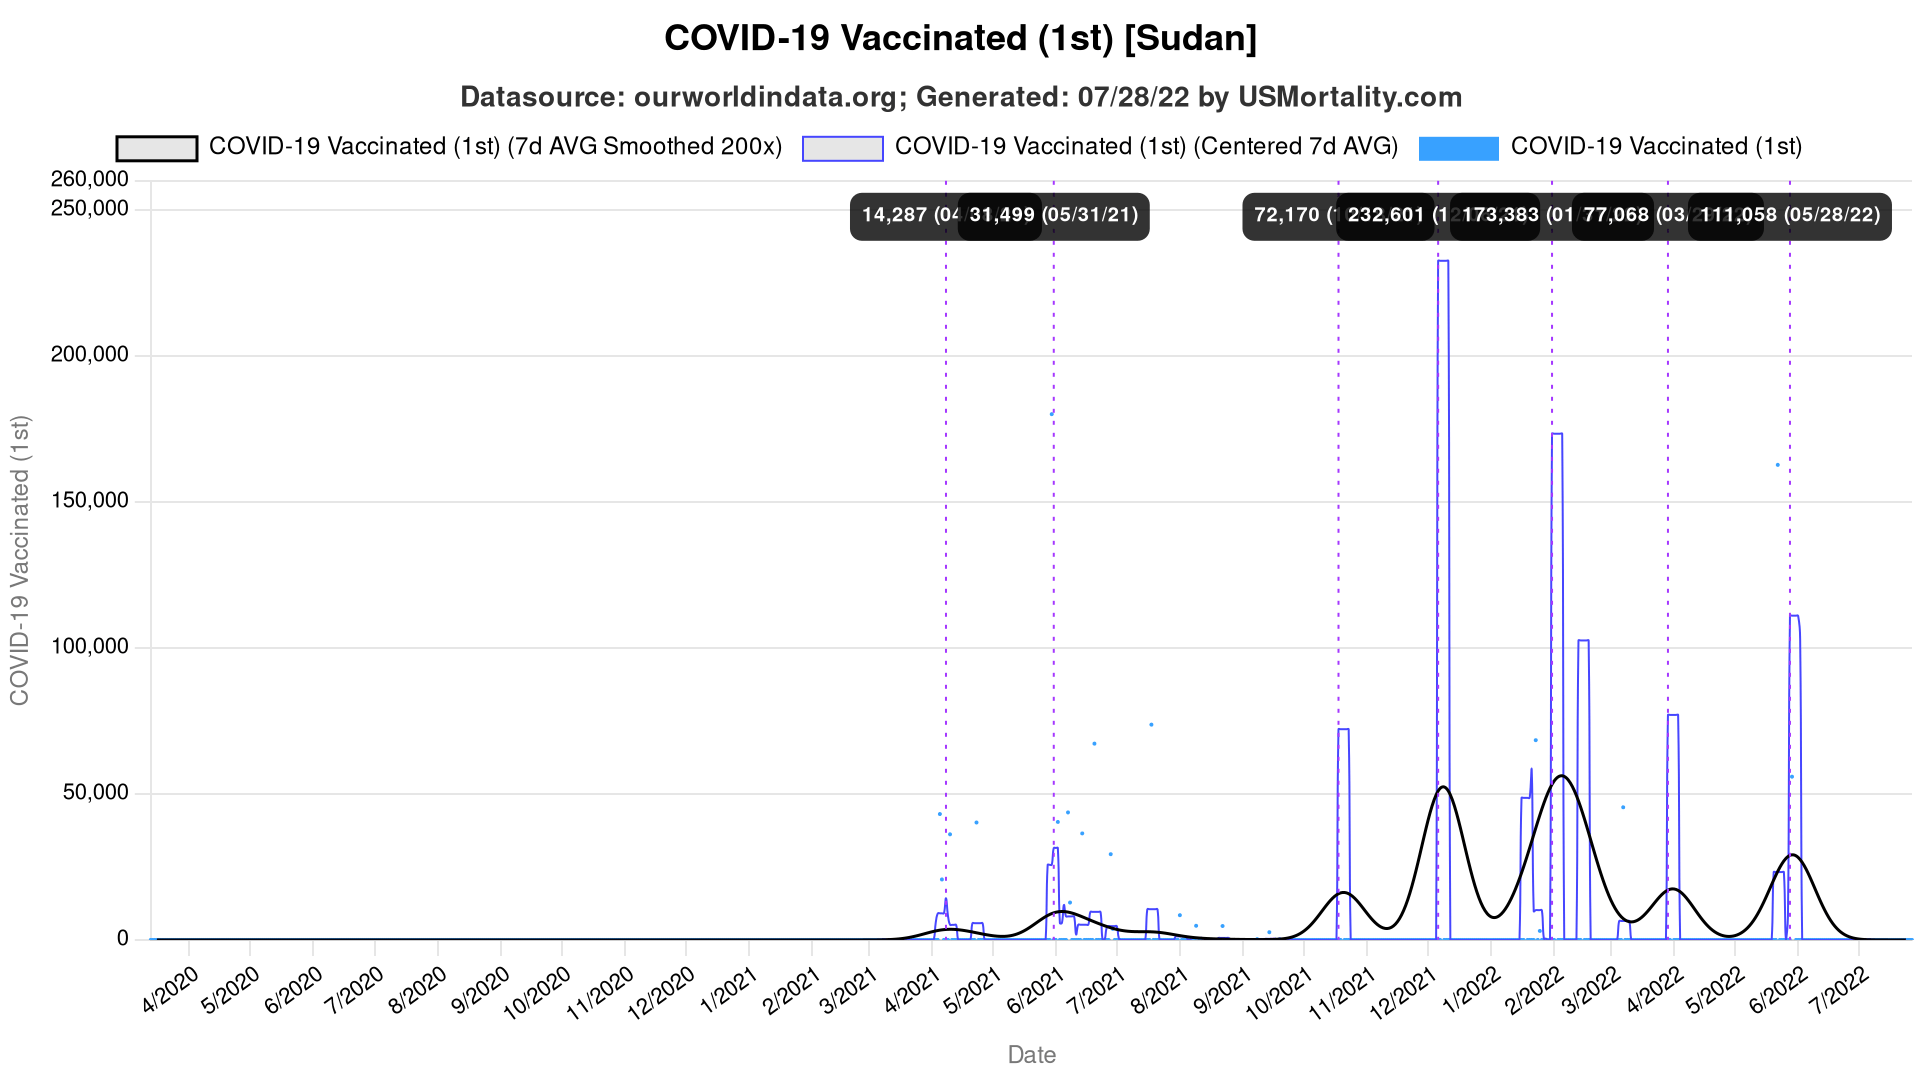 COVID-19 Vaccinated (1st) [Sudan]
Datasource: ourworldindata.org; Generated: 07/28/22 by USMortality.com
COVID-19 Vaccinated (1st) (7d AVG Smoothed 200x) COVID-19 Vaccinated (1st) (Centered 7d AVG) COVID-19 Vaccinated (1st)
260,000
250,000
200,000
150,000
100,000
50,000
0
COVID-19 Vaccinated (1st)
14,287 (04/ 31,499 (05/31/21) 72,170 (1 232,601 (1 173,383 (01/ 77,068 (03/ 111,058 (05/28/22)
4/2020 5/2020 6/2020 7/2020 8/2020 9/2020 10/2020 11/2020 12/2020 1/2021 2/2021 3/2021 4/2021 5/2021 6/2021 7/2021 8/2021 9/2021 10/2021 11/2021 12/2021 1/2022 2/2022 3/2022 4/2022 5/2022 6/2022 7/2022
Date